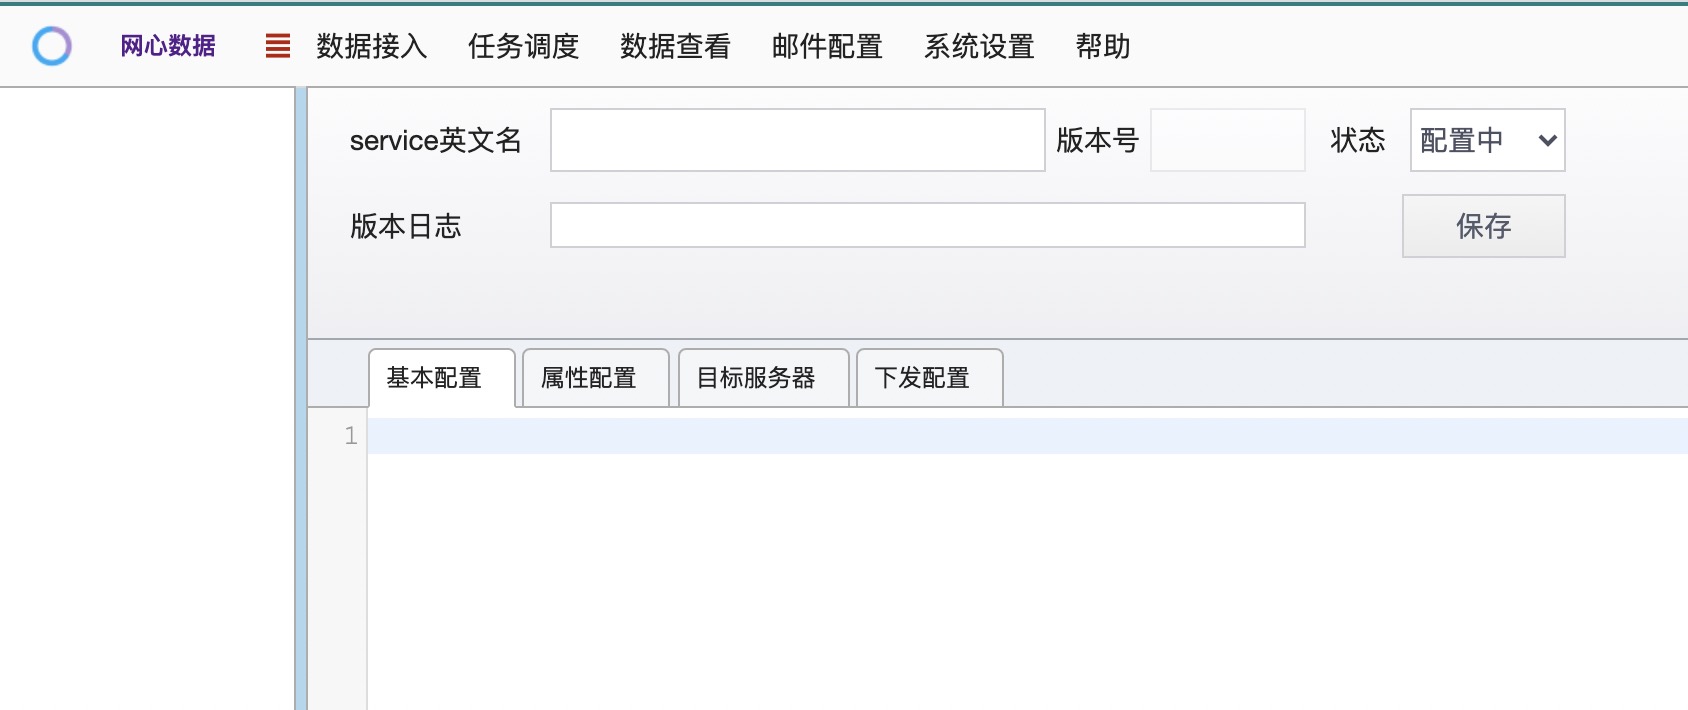 网心数据 数据接入 任务调度 数据查看 邮件配置 系统设置 帮助
service英文名 版本号 状态 配置中
版本日志 保存
基本配置 属性配置 目标服务器 下发配置
1